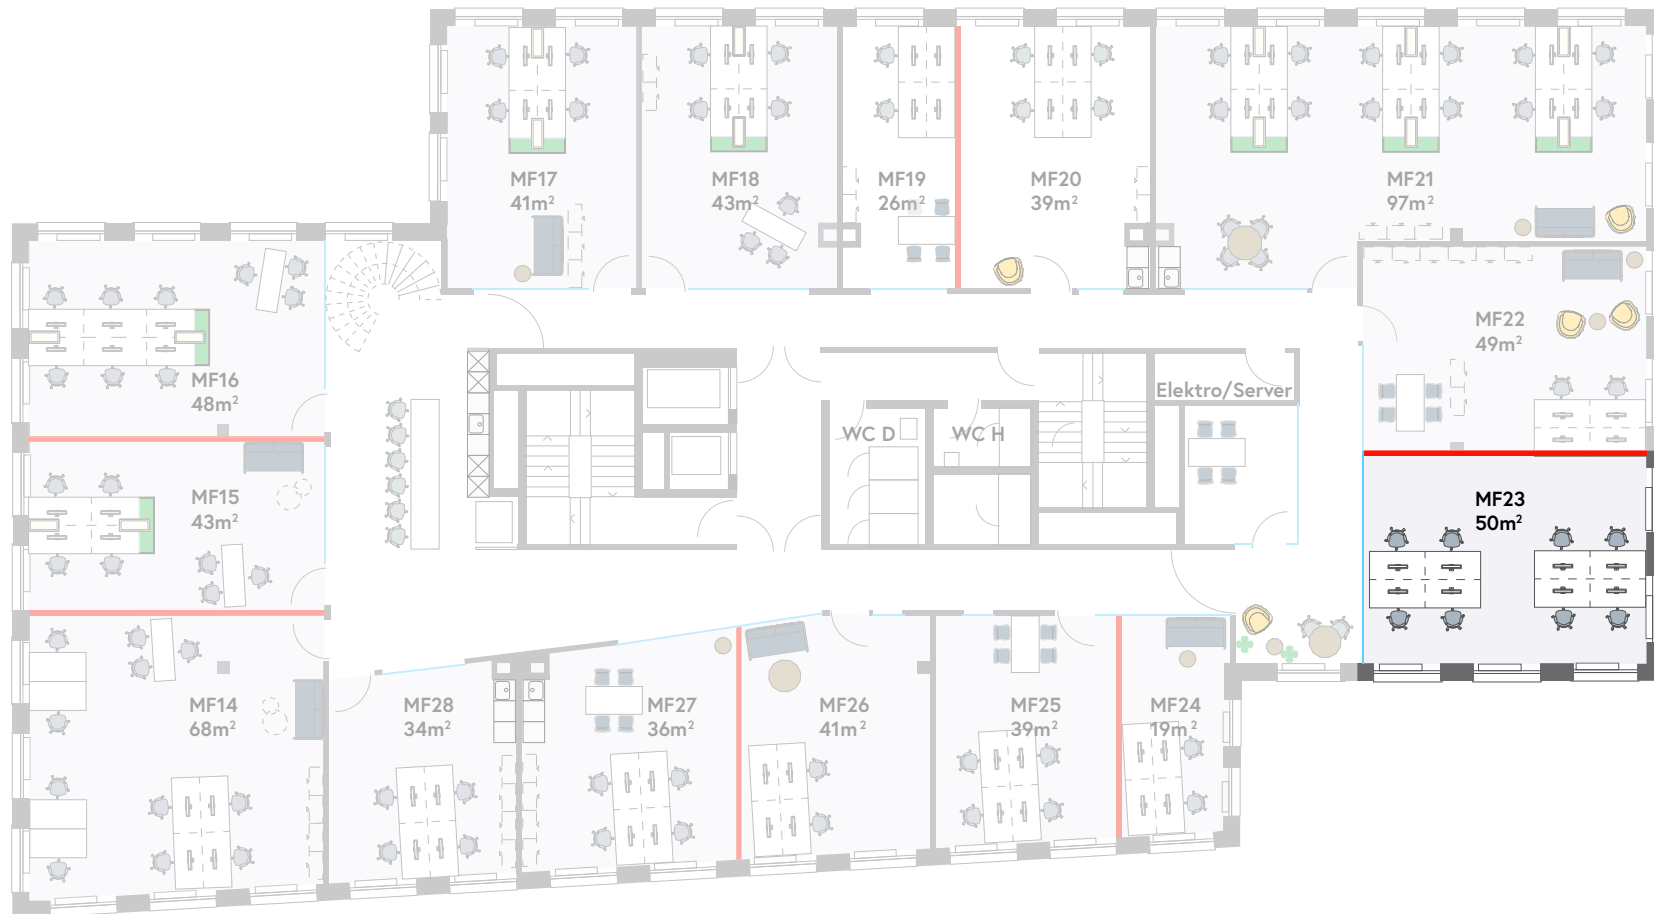 MF17
41m²
MF18
43m²
MF19
26m²
MF20
39m²
MF21
97m²
MF22
49m²
MF16
48m²
Elektro/Server
WC D
WC H
MF15
43m²
MF23
50m²
MF14
68m²
MF28
34m²
MF27
36m²
MF26
41m²
MF25
39m²
MF24
19m²